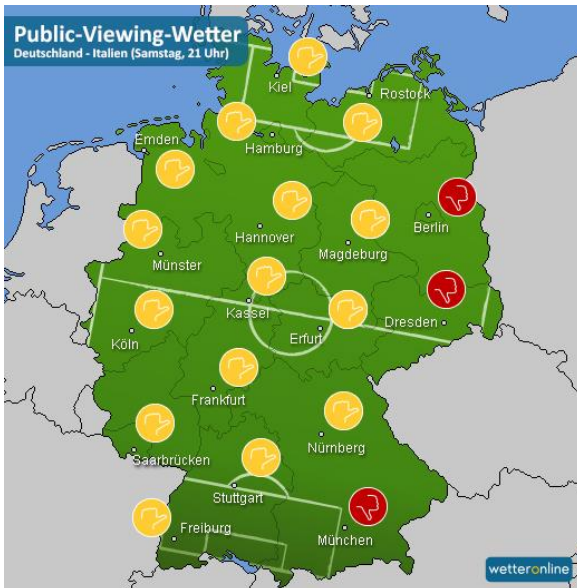 Public-Viewing-Wetter
Deutschland - Italien (Samstag, 21 Uhr)
Kiel
Rostock
Hamburg
Emden
Berlin
Hannover
Magdeburg
Münster
Kassel
Dresden
Erfurt
Köln
Frankfurt
Nürnberg
Saarbrücken
Stuttgart
Freiburg
München
wetteronline